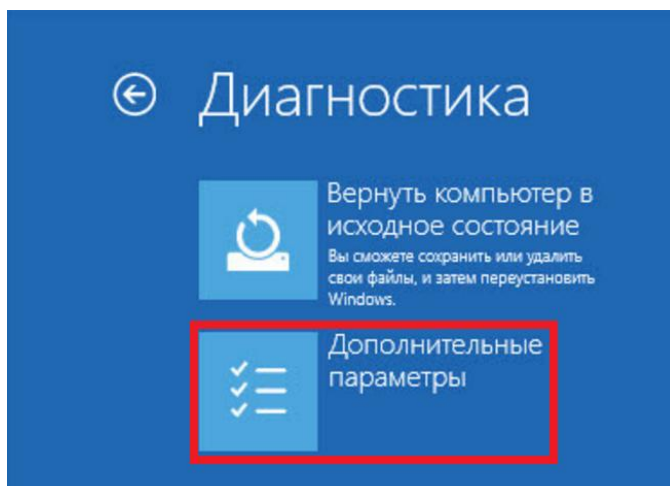 Диагностика
Вернуть компьютер в
исходное состояние
Вы сможете сохранить или удалить
свои файлы, и затем переустановить
Windows.
Дополнительные
параметры